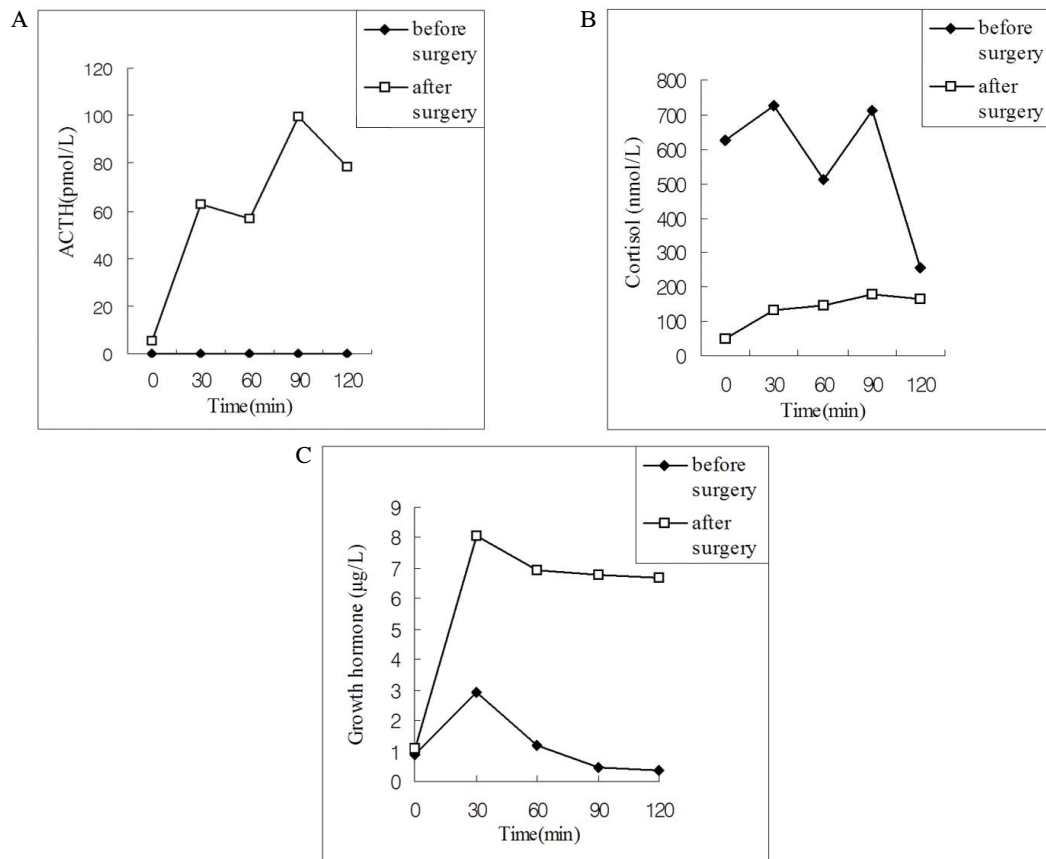 A
before
surgery
after
surgery
120
100
80
60
40
20
0
ACTH(pmol/L)
0 30 60 90 120
Time(min)
B
before
surgery
after
surgery
800
700
600
500
400
300
200
100
0
Cortisol (nmol/L)
0 30 60 90 120
Time(min)
C
before
surgery
after
surgery
9
8
7
6
5
4
3
2
1
0
Growth hormone (μg/L)
0 30 60 90 120
Time(min)